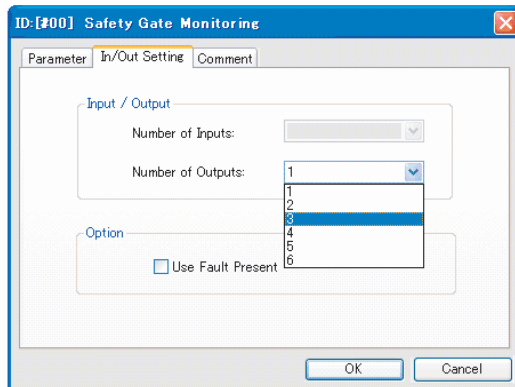 ID:[#00] Safety Gate Monitoring
Parameter In/Out Setting Comment
Input / Output
Number of Inputs:
Number of Outputs: 1
1
2
3
4
5
6
Option
Use Fault Present
OK Cancel